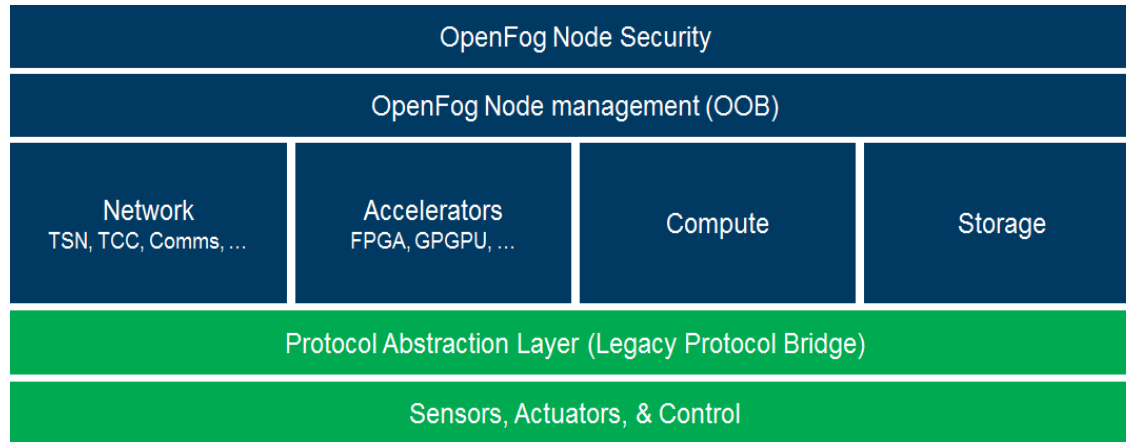 OpenFog Node Security
OpenFog Node management (OOB)
Network
TSN, TCC, Comms, ...
Accelerators
FPGA, GPGPU, ...
Compute
Storage
Protocol Abstraction Layer (Legacy Protocol Bridge)
Sensors, Actuators, & Control